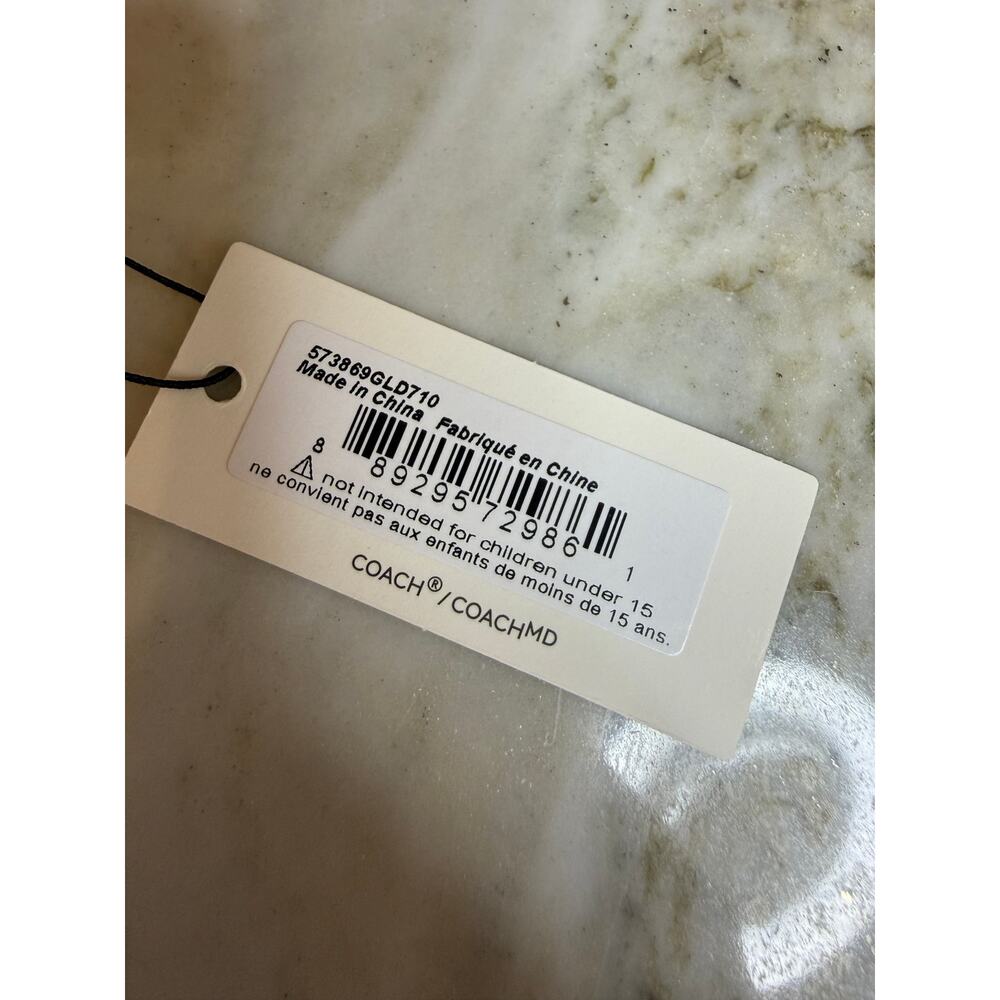 573869GLD710
Made in China Fabriqué en Chine
8 89295 72986 1
⚠ not intended for children under 15
ne convient pas aux enfants de moins de 15 ans.
COACH®/COACHMD